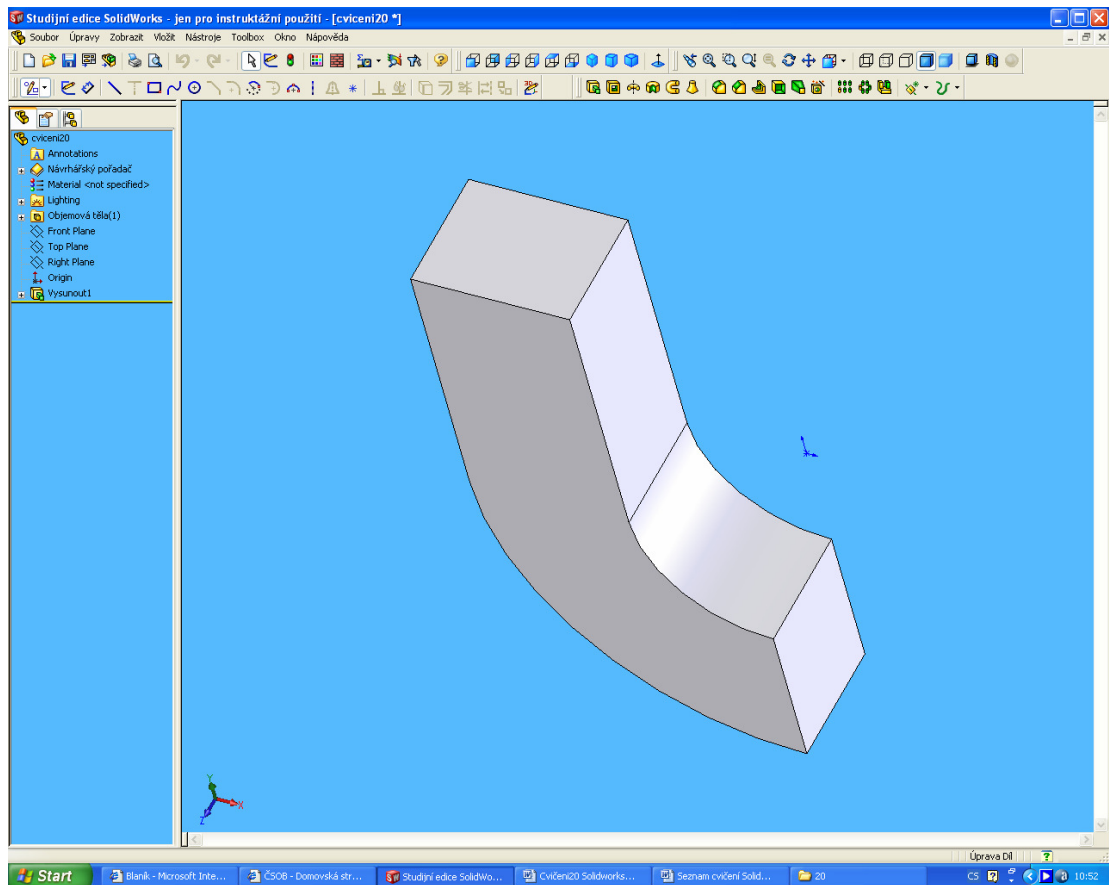 Studijní edice SolidWorks - jen pro instruktážní použití - [cviceni20 *]
Soubor Úpravy Zobrazit Vložit Nástroje Toolbox Okno Nápověda
cviceni20
Annotations
Návrhářský pořadač
Material <not specified>
Lighting
Objemová těla(1)
Front Plane
Top Plane
Right Plane
Origin
Vysunout1
Y
X
Z
Úprava Díl
Start Blaník - Microsoft Inte... ČSOB - Domovská str... Studijní edice SolidWo... Cvičení20 Solidworks... Seznam cvičení Solid... 20 CS 10:52